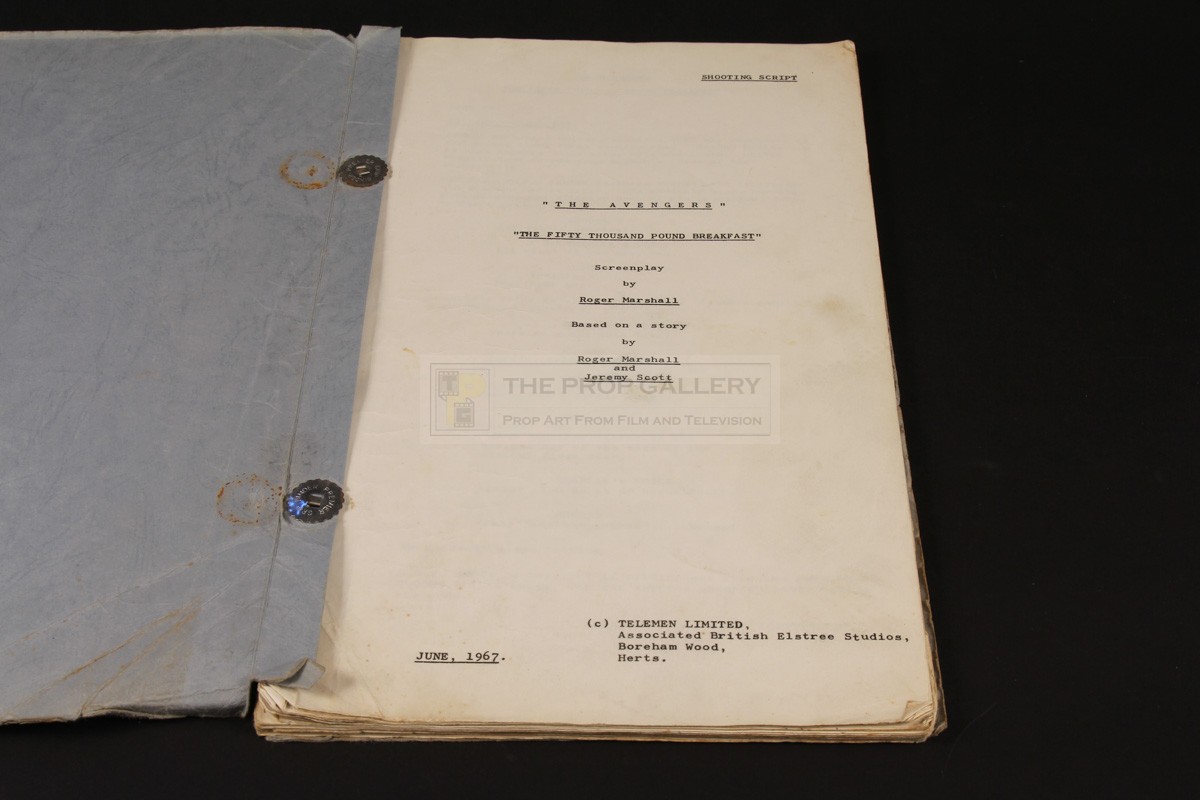 SHOOTING SCRIPT
" THE AVENGERS "
"THE FIFTY THOUSAND POUND BREAKFAST"
Screenplay
by
Roger Marshall
Based on a story
by
Roger Marshall
and
Jeremy Scott
THE PROP GALLERY
PROP ART FROM FILM AND TELEVISION
(c) TELEMEN LIMITED,
Associated British Elstree Studios,
Boreham Wood,
Herts.
JUNE, 1967.